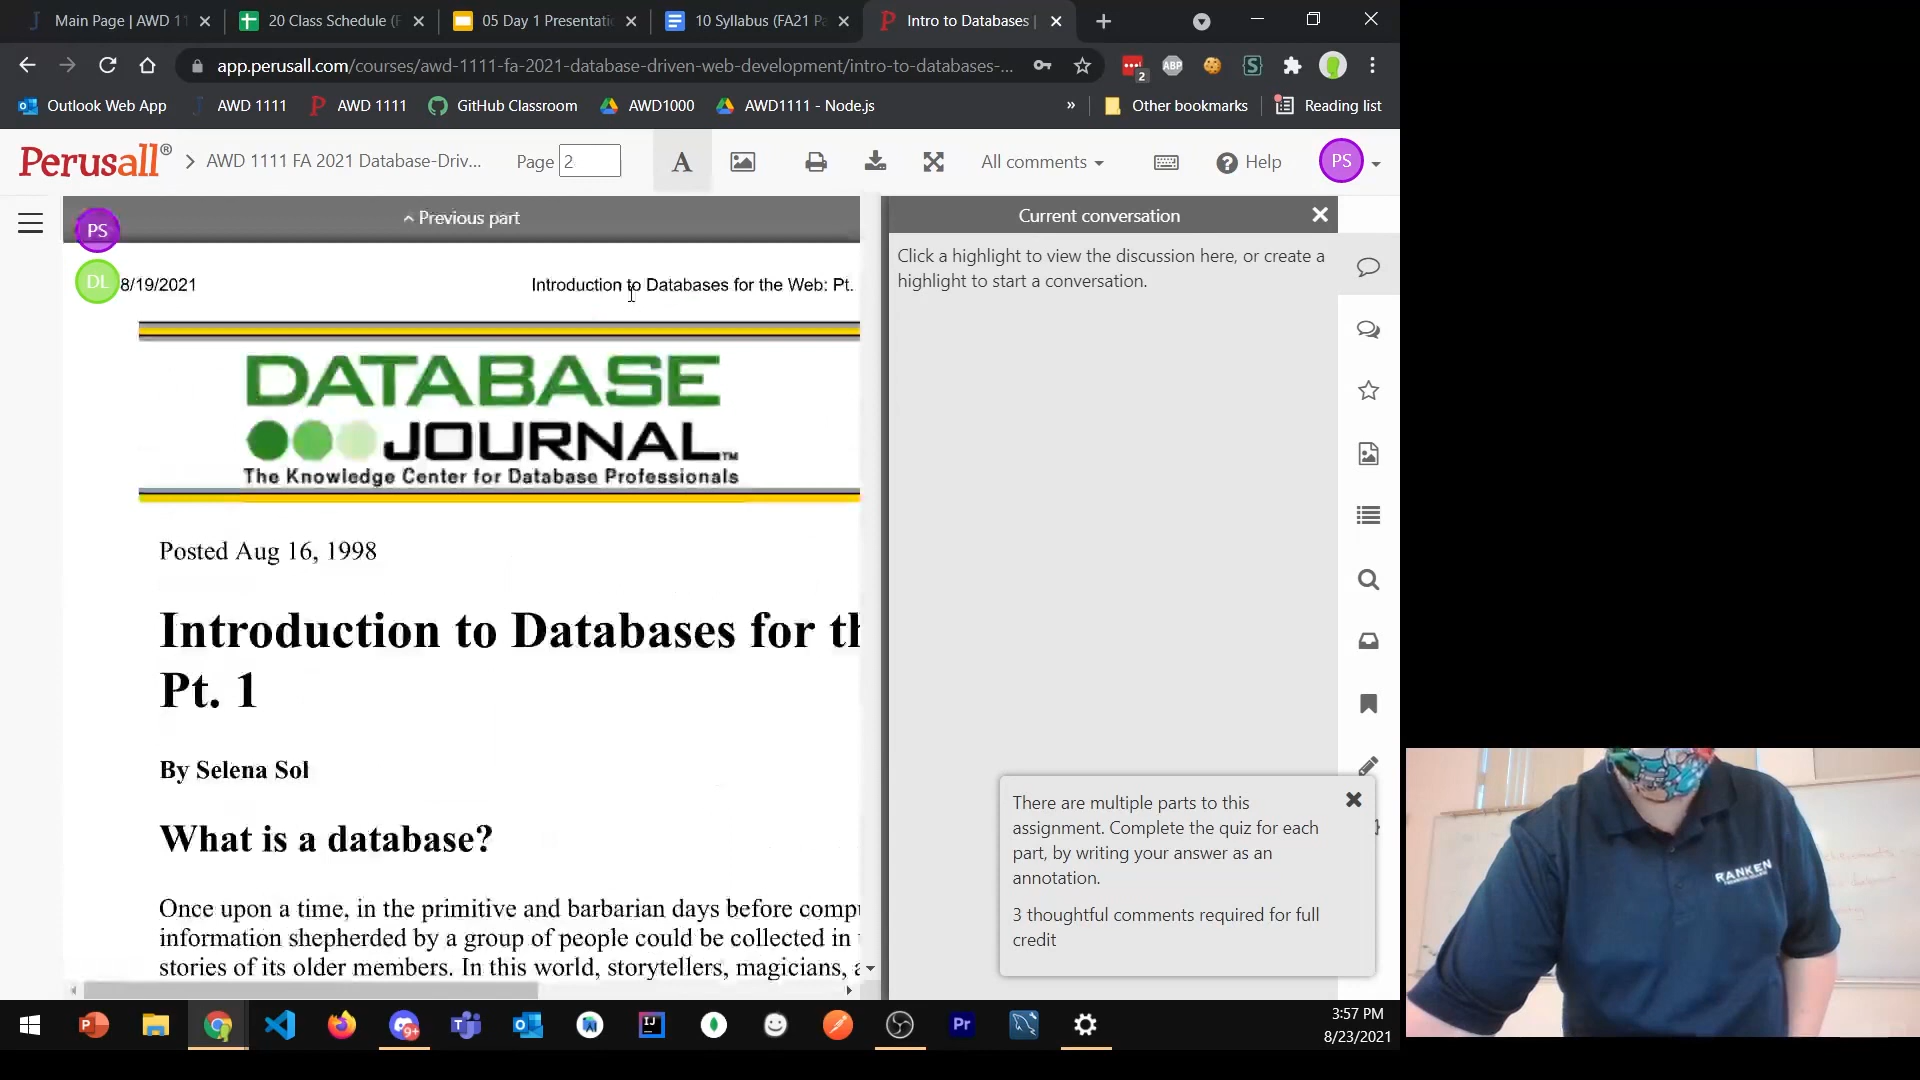 Main Page | AWD 11
20 Class Schedule (F
05 Day 1 Presentati
10 Syllabus (FA21 Pa
Intro to Databases |
app.perusall.com/courses/awd-1111-fa-2021-database-driven-web-development/intro-to-databases-...
2
ABP
Outlook Web App
AWD 1111
AWD 1111
GitHub Classroom
AWD1000
AWD1111 - Node.js
»
Other bookmarks
Reading list
Perusall®
AWD 1111 FA 2021 Database-Driv...
Page 2
A
All comments
Help
PS
Previous part
PS
DL
8/19/2021
Introduction to Databases for the Web: Pt.
DATABASE
JOURNAL TM
The Knowledge Center for Database Professionals
Posted Aug 16, 1998
Introduction to Databases for th
Pt. 1
By Selena Sol
What is a database?
Once upon a time, in the primitive and barbarian days before comp
information shepherded by a group of people could be collected in
stories of its older members. In this world, storytellers, magicians, a
Current conversation
Click a highlight to view the discussion here, or create a
highlight to start a conversation.
There are multiple parts to this
assignment. Complete the quiz for each
part, by writing your answer as an
annotation.
3 thoughtful comments required for full
credit
RANKEN
9+
Pr
3:57 PM
8/23/2021